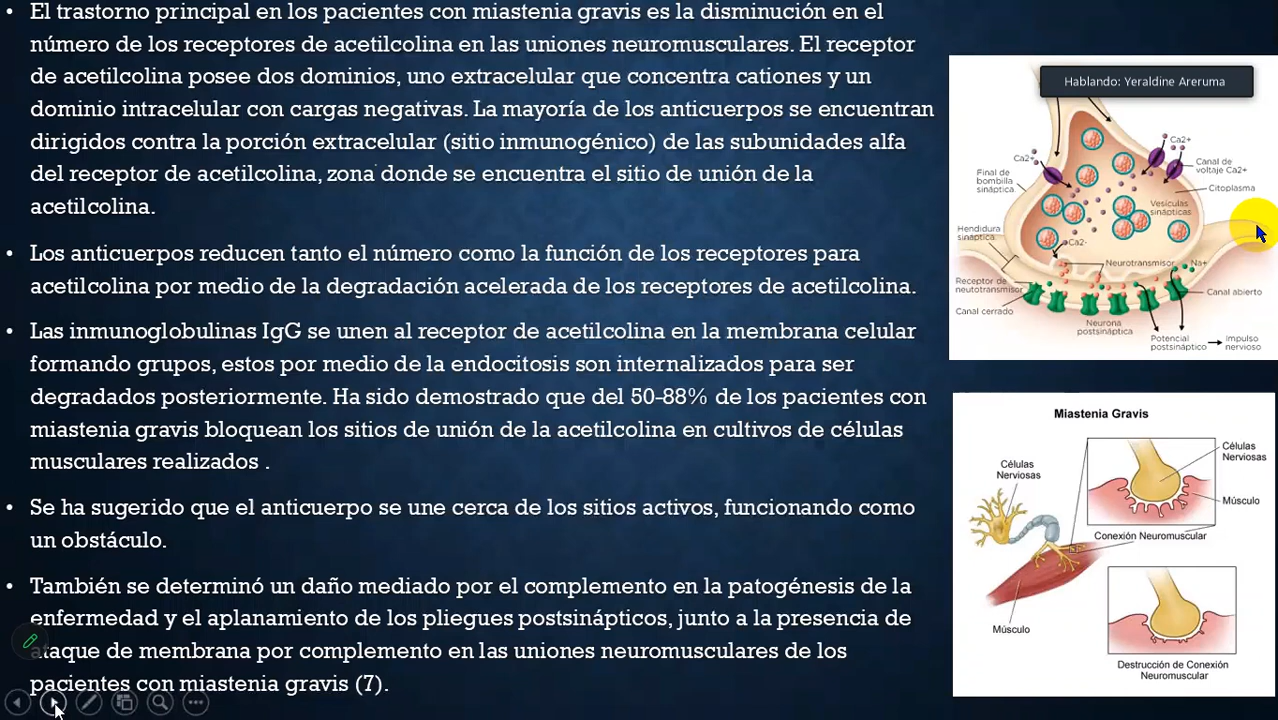 • El trastorno principal en los pacientes con miastenia gravis es la disminución en el
número de los receptores de acetilcolina en las uniones neuromusculares. El receptor
de acetilcolina posee dos dominios, uno extracelular que concentra cationes y un
dominio intracelular con cargas negativas. La mayoría de los anticuerpos se encuentran
dirigidos contra la porción extracelular (sitio inmunogénico) de las subunidades alfa
del receptor de acetilcolina, zona donde se encuentra el sitio de unión de la
acetilcolina.
• Los anticuerpos reducen tanto el número como la función de los receptores para
acetilcolina por medio de la degradación acelerada de los receptores de acetilcolina.
• Las inmunoglobulinas IgG se unen al receptor de acetilcolina en la membrana celular
formando grupos, estos por medio de la endocitosis son internalizados para ser
degradados posteriormente. Ha sido demostrado que del 50-88% de los pacientes con
miastenia gravis bloquean los sitios de unión de la acetilcolina en cultivos de células
musculares realizados .
• Se ha sugerido que el anticuerpo se une cerca de los sitios activos, funcionando como
un obstáculo.
• También se determinó un daño mediado por el complemento en la patogénesis de la
enfermedad y el aplanamiento de los pliegues postsinápticos, junto a la presencia de
ataque de membrana por complemento en las uniones neuromusculares de los
pacientes con miastenia gravis (7).
Hablando: Yeraldine Areruma
Ca2+
Ca2+
Canal de
voltaje Ca2+
Final de
bombilla
sináptica.
Citoplasma
Vesículas
sinápticas
Hendidura
sináptica.
Ca2-
Neurotransmisor
Na+
Receptor de
neutotransmisor
Canal abierto
Canal cerrado
Neurona
postsináptica
Potencial
postsináptico
Impulso
nervioso
Miastenia Gravis
Células
Nerviosas
Células
Nerviosas
Músculo
Conexión Neuromuscular
Músculo
Destrucción de Conexión
Neuromuscular